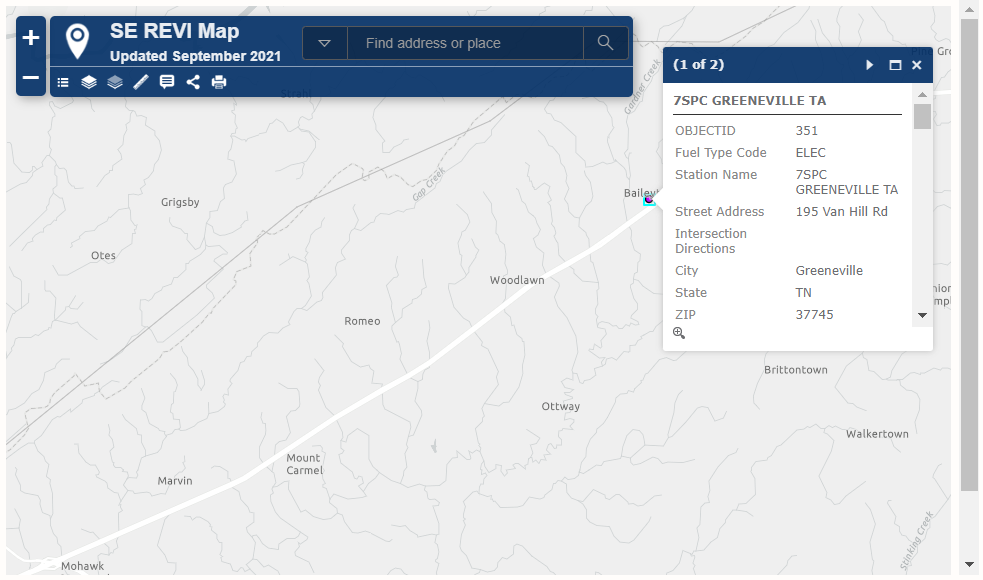 +
SE REVI Map
Updated September 2021
Find address or place
(1 of 2)
7SPC GREENEVILLE TA
OBJECTID 351
Fuel Type Code ELEC
Station Name 7SPC
GREENEVILLE TA
Street Address 195 Van Hill Rd
Intersection
Directions
City Greeneville
State TN
ZIP 37745
Gardner Creek
Gap Creek
Grigsby
Otes
Woodlawn
Romeo
Brittontown
Ottway
Walkertown
Mount
Carmel
Marvin
Stinking Creek
Mohawk